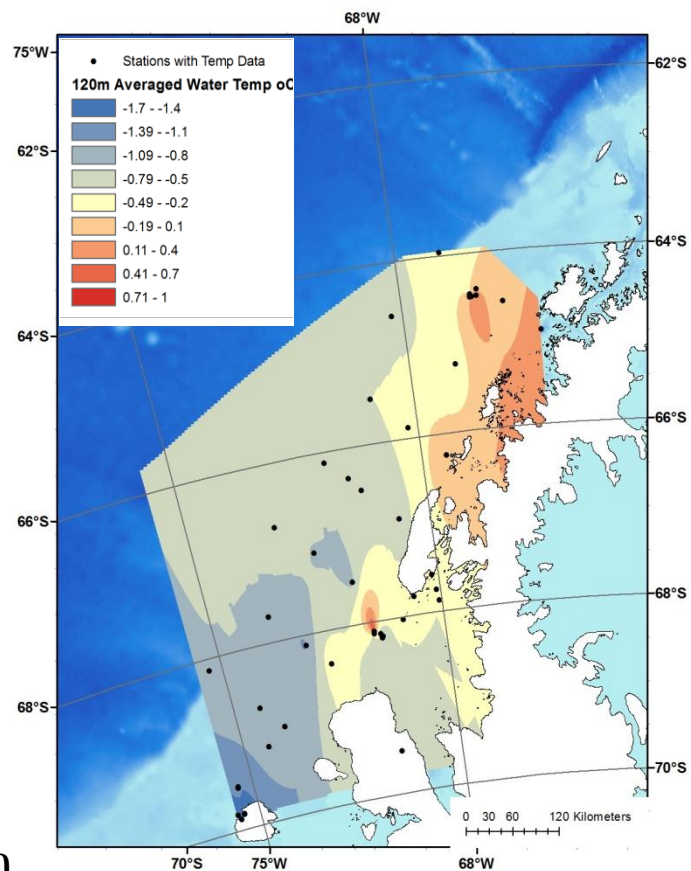 68°W
75°W
62°S
Stations with Temp Data
120m Averaged Water Temp oC
-1.7 - -1.4
-1.39 - -1.1
-1.09 - -0.8
-0.79 - -0.5
-0.49 - -0.2
-0.19 - 0.1
0.11 - 0.4
0.41 - 0.7
0.71 - 1
62°S
64°S
64°S
66°S
66°S
68°S
68°S
70°S
0 30 60 120 Kilometers
70°S 75°W 68°W
)